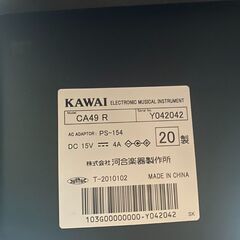 KAWAI ELECTRONIC MUSICAL INSTRUMENT
CA49 R Y042042
AC ADAPTOR : PS-154
DC 15V ⎓ 4A
20 製
株式会社 河合楽器製作所
T-2010102 MADE IN CHINA
103G00000000-Y042042
SK